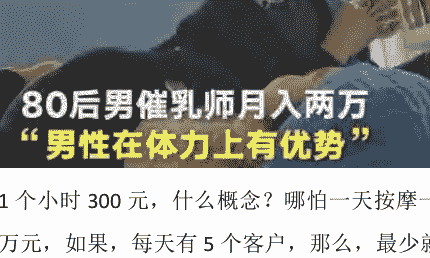 80后男催乳师月入两万
“男性在体力上有优势”
1个小时300元，什么概念？哪怕一天按摩一
万元，如果，每天有5个客户，那么，最少就